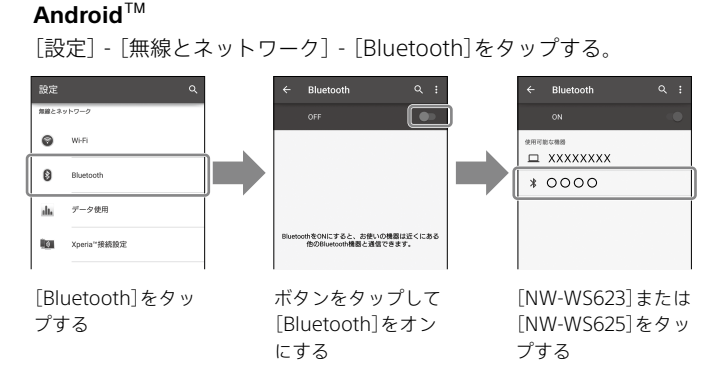 Android™
［設定］-［無線とネットワーク］-［Bluetooth］をタップする。
設定
無線とネットワーク
Wi-Fi
Bluetooth
データ使用
Xperia™接続設定
Bluetooth
OFF
BluetoothをONにすると、お使いの機器は近くにある
他のBluetooth機器と通信できます。
Bluetooth
ON
使用可能な機器
XXXXXXXX
○○○○
［Bluetooth］をタッ
プする
ボタンをタップして
［Bluetooth］をオン
にする
［NW-WS623］または
［NW-WS625］をタッ
プする